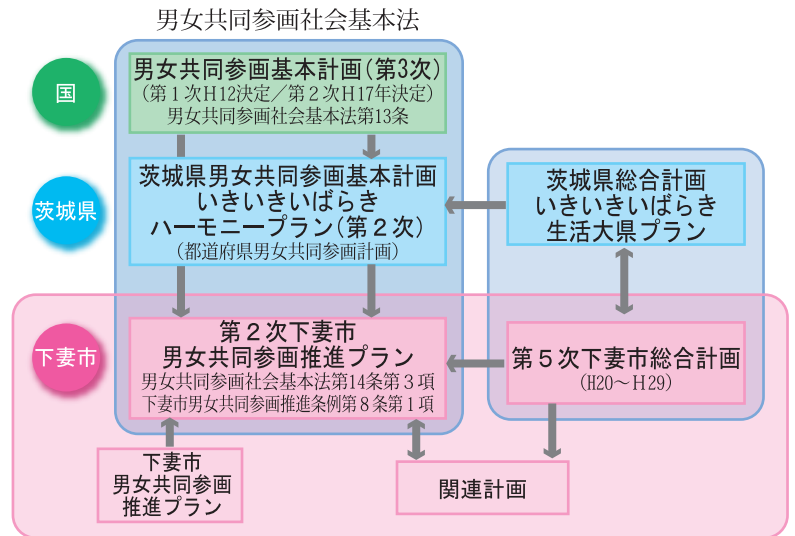 男女共同参画社会基本法
国
男女共同参画基本計画(第3次)
(第1次H12決定/第2次H17年決定)
男女共同参画社会基本法第13条
茨城県
茨城県男女共同参画基本計画
いきいきいばらき
ハーモニープラン(第2次)
(都道府県男女共同参画計画)
茨城県総合計画
いきいきいばらき
生活大県プラン
下妻市
第2次下妻市
男女共同参画推進プラン
男女共同参画社会基本法第14条第3項
下妻市男女共同参画推進条例第8条第1項
第5次下妻市総合計画
(H20~H29)
下妻市
男女共同参画
推進プラン
関連計画